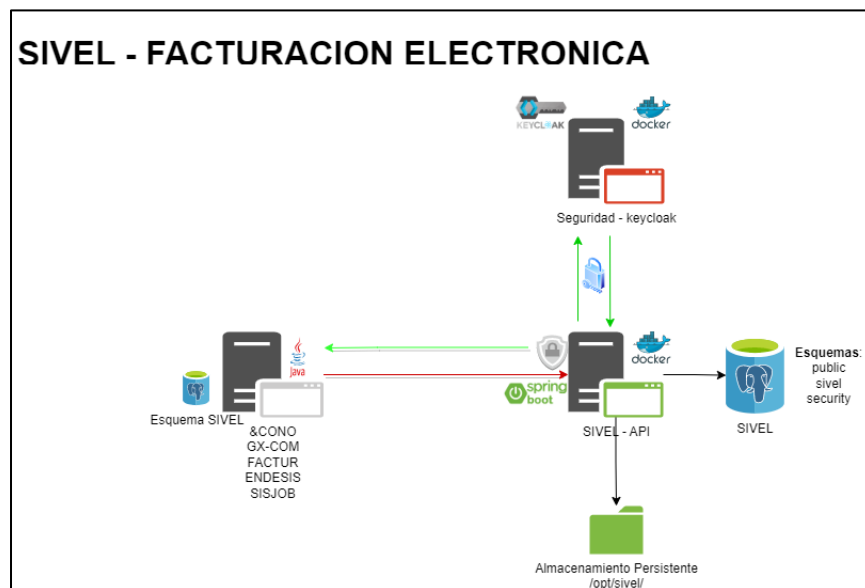 SIVEL - FACTURACION ELECTRONICA
KEYCLOAK
docker
Seguridad - keycloak
Java
spring
boot
docker
Esquemas:
public
sivel
security
Esquema SIVEL
&CONO
GX-COM
FACTUR
ENDESIS
SISJOB
SIVEL - API
SIVEL
Almacenamiento Persistente
/opt/sivel/